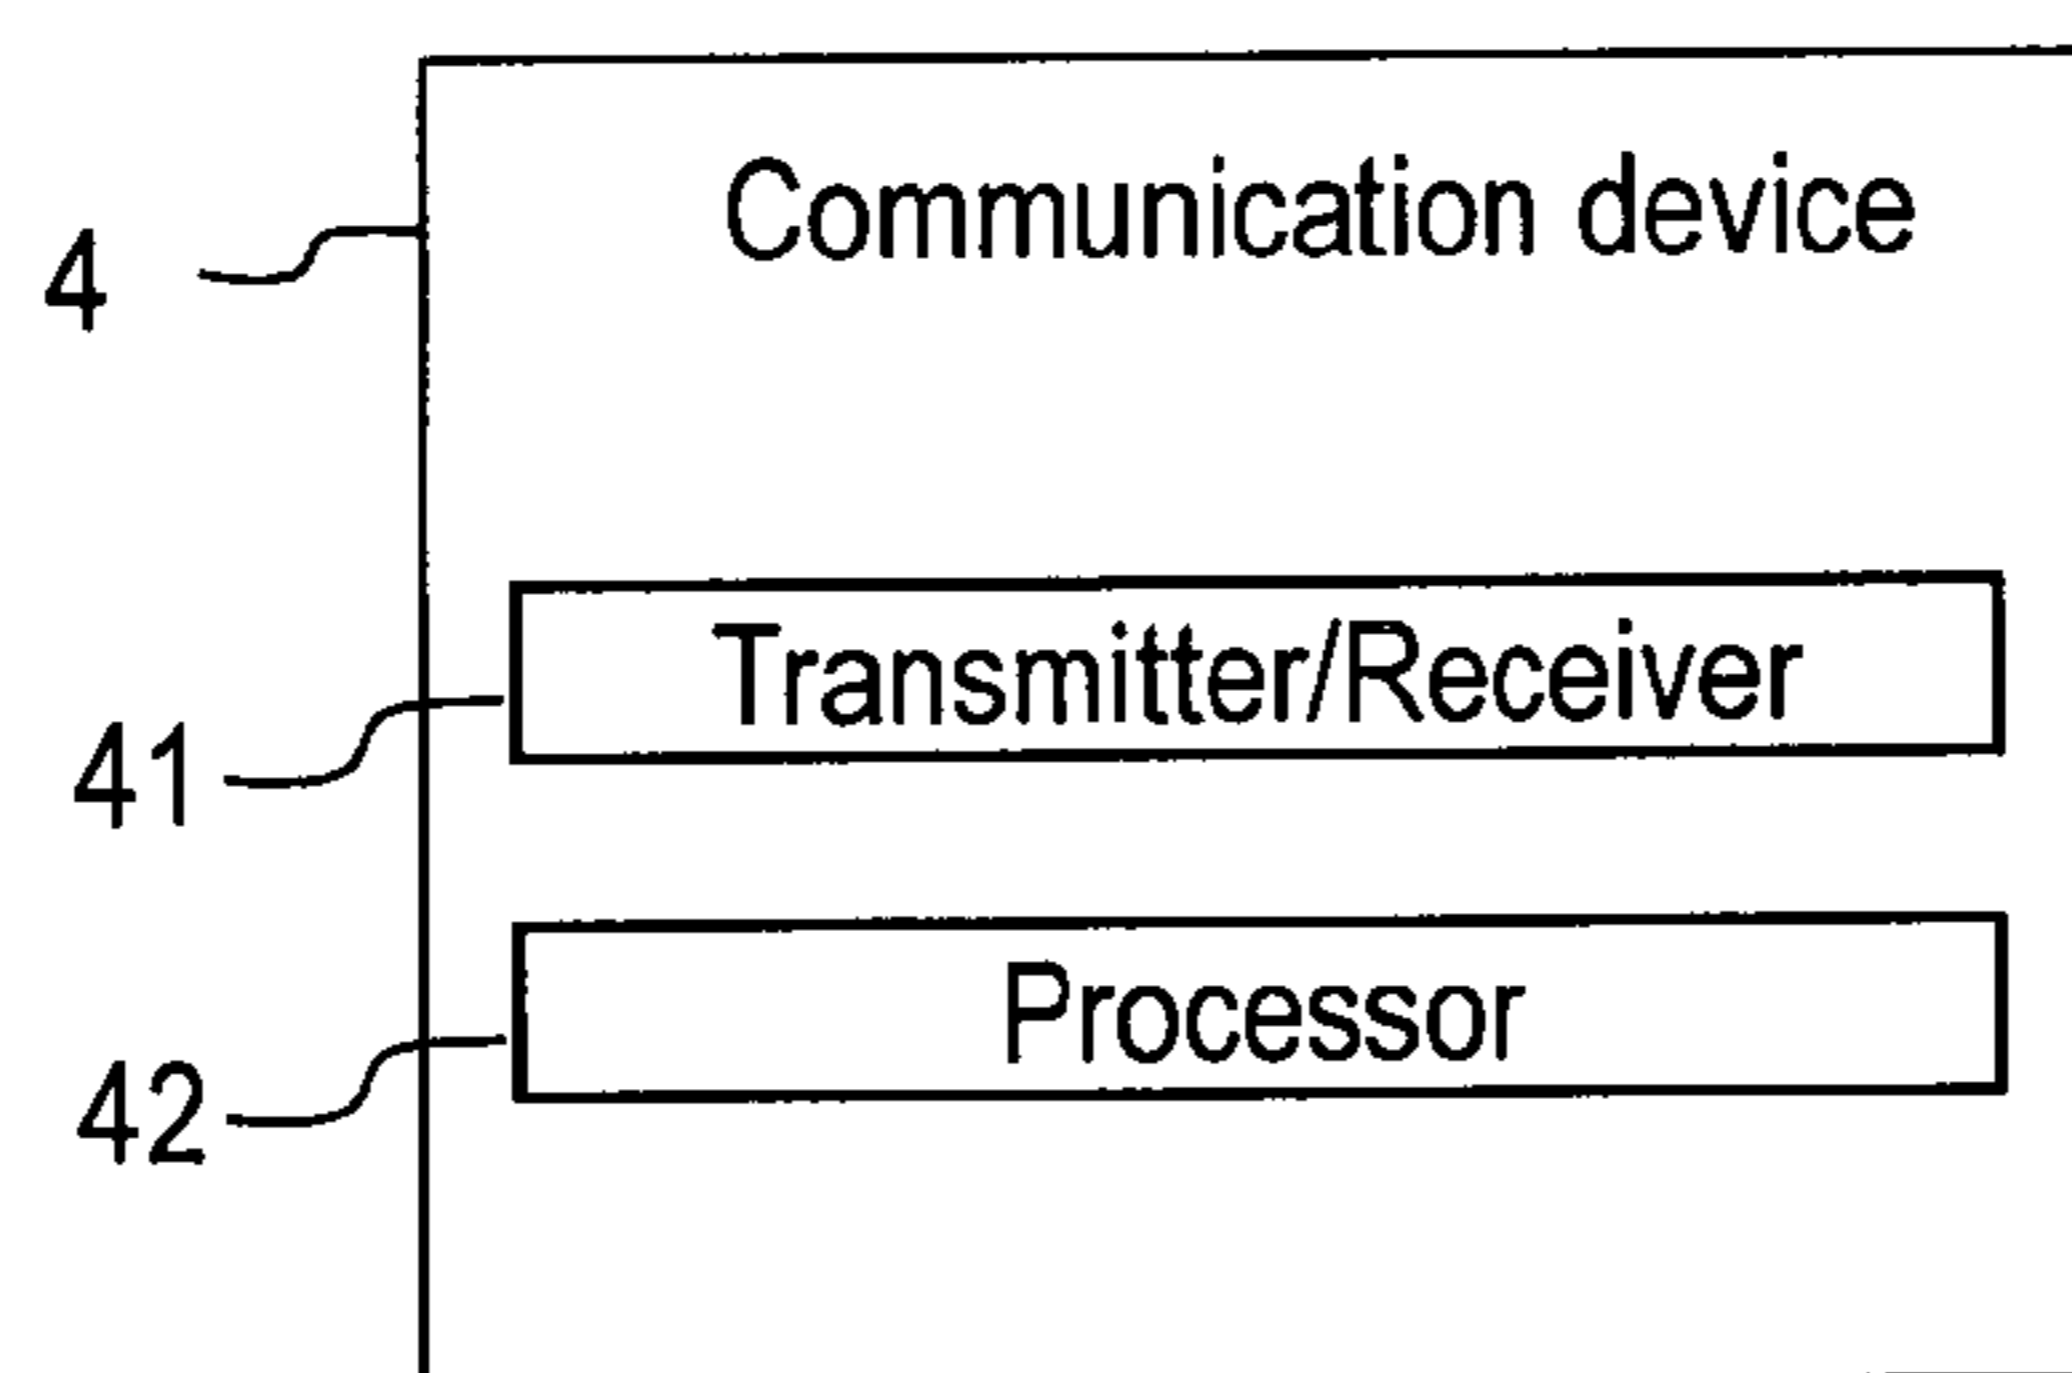 Communication device
4
Transmitter/Receiver
41
Processor
42